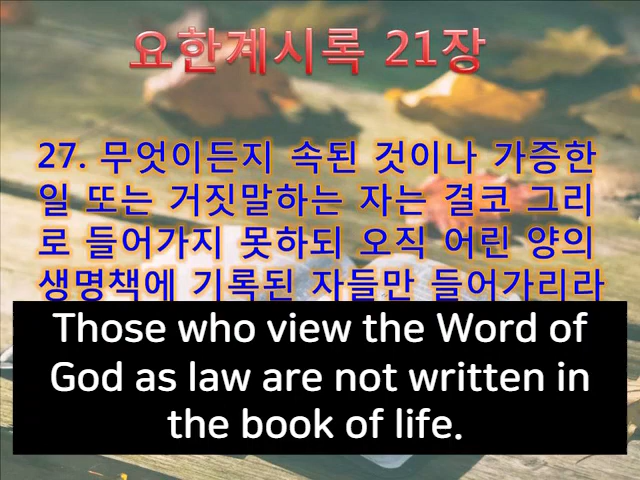 요한계시록 21장
27. 무엇이든지 속된 것이나 가증한
일 또는 거짓말하는 자는 결코 그리
로 들어가지 못하되 오직 어린 양의
생명책에 기록된 자들만 들어가리라
Those who view the Word of
God as law are not written in
the book of life.